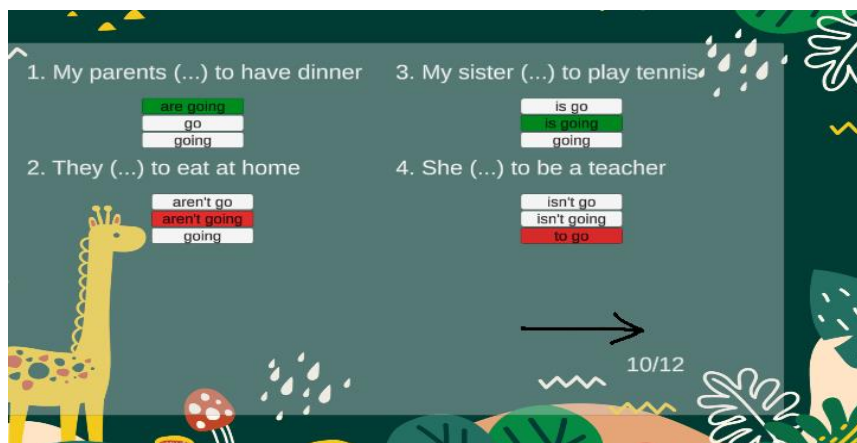 1. My parents (...) to have dinner
are going
go
going
2. They (...) to eat at home
aren't go
aren't going
going
3. My sister (...) to play tennis
is go
is going
going
4. She (...) to be a teacher
isn't go
isn't going
to go
10/12